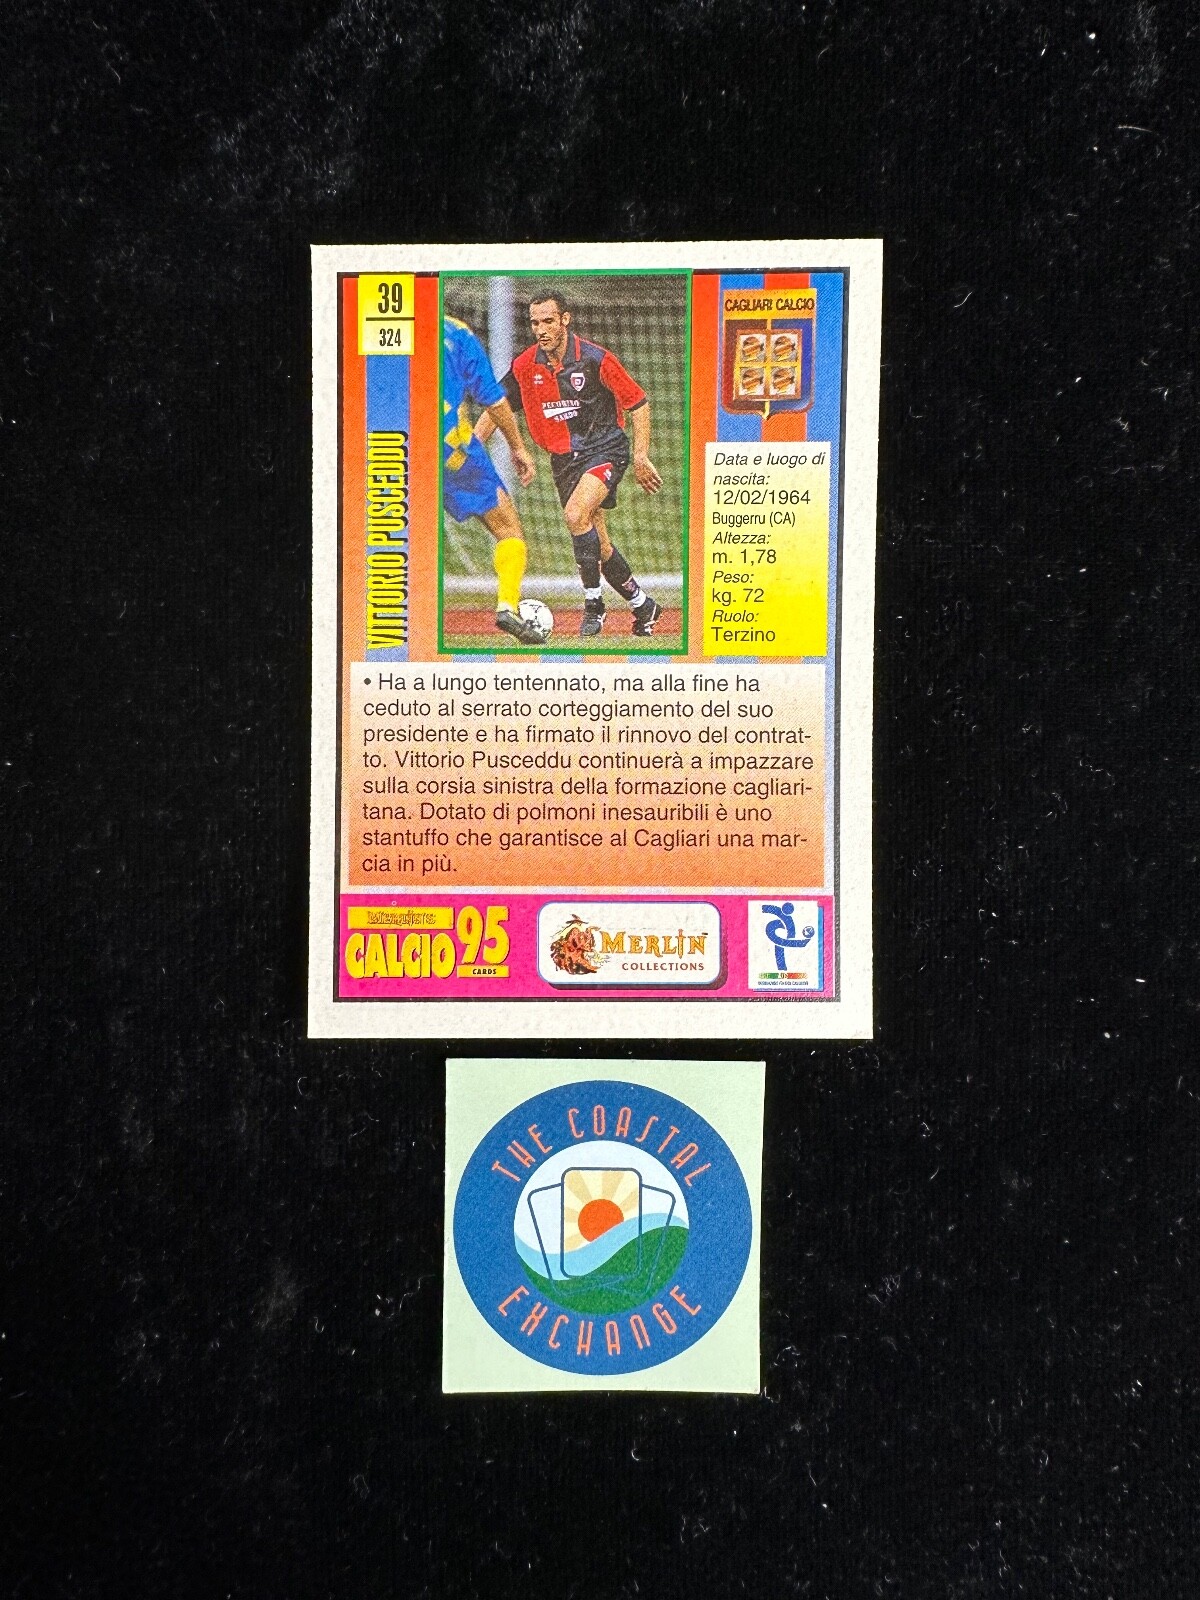 39
324
VITTORIO PUSCEDDU
CAGLIARI CALCIO
PECORINO
SARDO
Data e luogo di
nascita:
12/02/1964
Buggerru (CA)
Altezza:
m. 1,78
Peso:
kg. 72
Ruolo:
Terzino
• Ha a lungo tentennato, ma alla fine ha
ceduto al serrato corteggiamento del suo
presidente e ha firmato il rinnovo del contrat-
to. Vittorio Pusceddu continuerà a impazzare
sulla corsia sinistra della formazione cagliari-
tana. Dotato di polmoni inesauribili è uno
stantuffo che garantisce al Cagliari una mar-
cia in più.
MERLIN'S
CALCIO 95
CARDS
MERLIN
COLLECTIONS
THE COASTAL
EXCHANGE